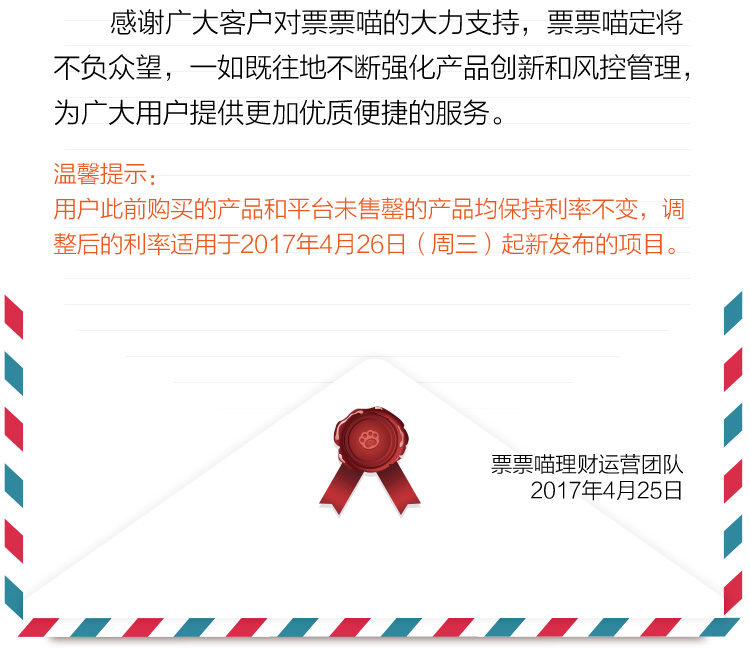 感谢广大客户对票票喵的大力支持，票票喵定将
不负众望，一如既往地不断强化产品创新和风控管理，
为广大用户提供更加优质便捷的服务。
温馨提示：
用户此前购买的产品和平台未售罄的产品均保持利率不变，调
整后的利率适用于2017年4月26日（周三）起新发布的项目。
票票喵理财运营团队
2017年4月25日